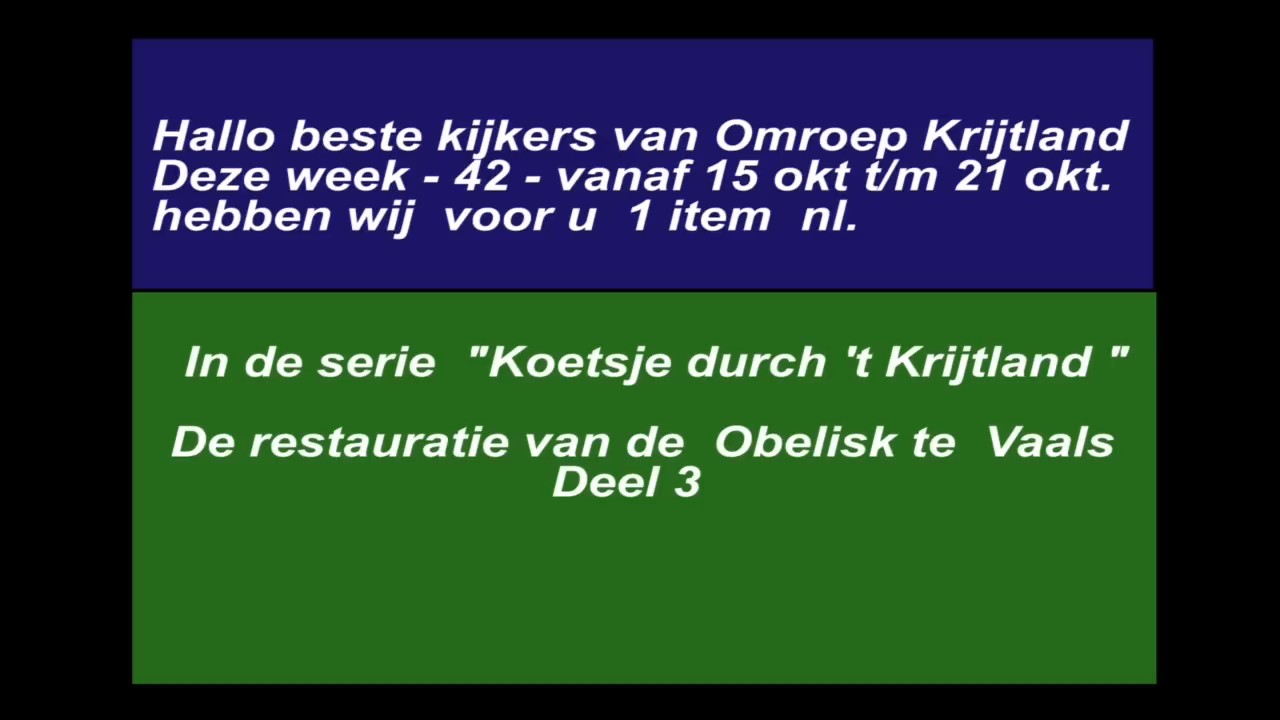 Hallo beste kijkers van Omroep Krijtland
Deze week - 42 - vanaf 15 okt t/m 21 okt.
hebben wij voor u 1 item nl.
In de serie "Koetsje durch 't Krijtland "
De restauratie van de Obelisk te Vaals
Deel 3